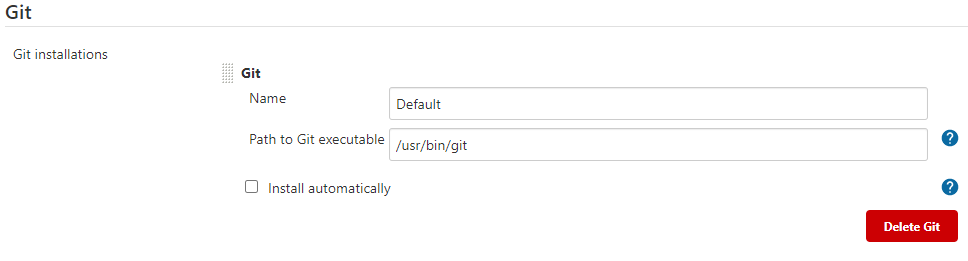 Git
Git installations
Git
Name
Default
Path to Git executable
/usr/bin/git
?
Install automatically
?
Delete Git